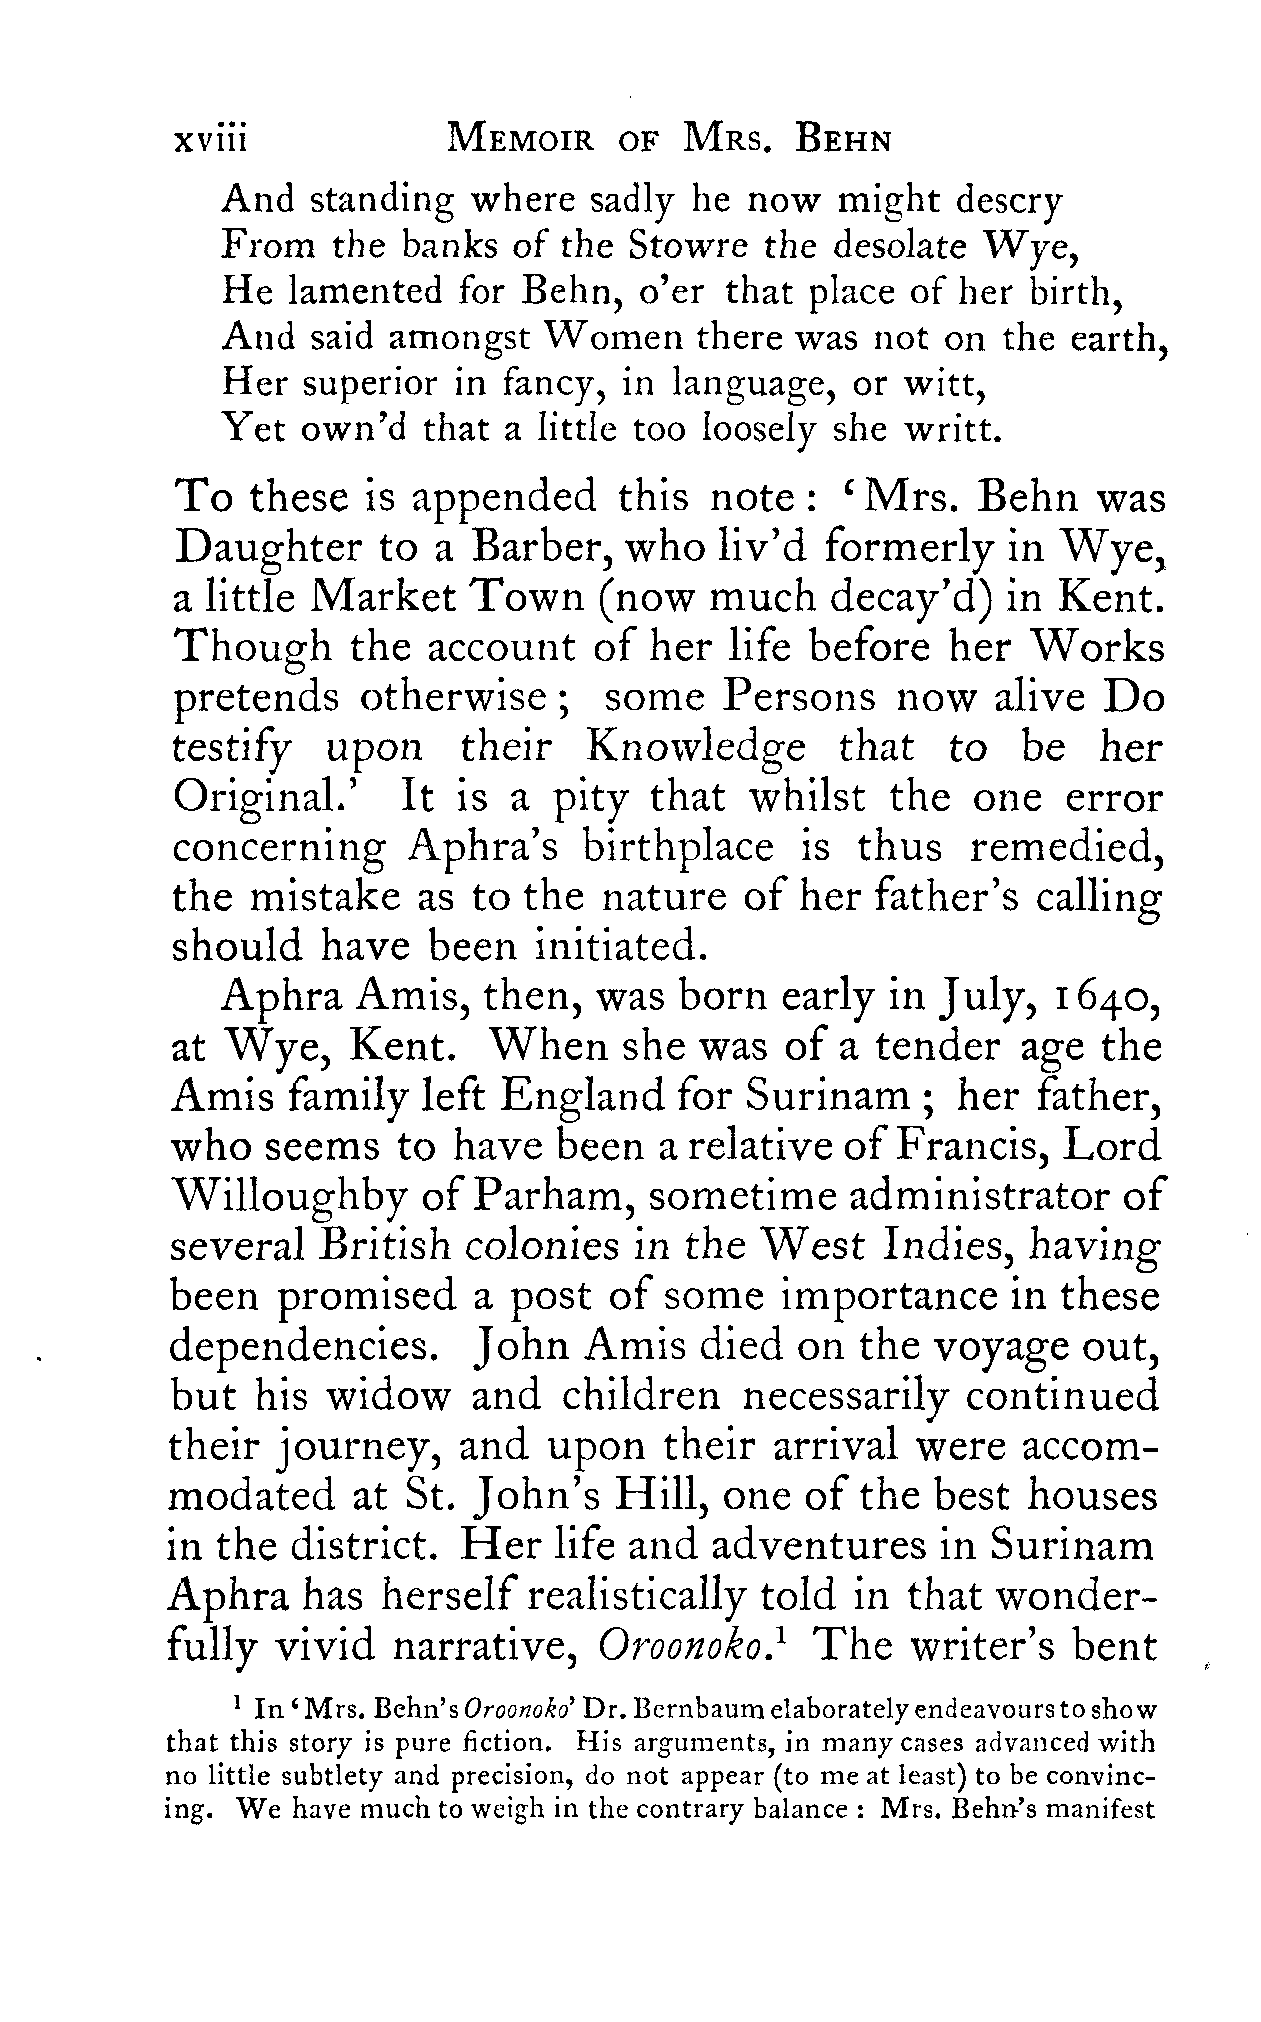 xviii MEMOIR OF MRS. BEHN
And standing where sadly he now might descry
From the banks of the Stowre the desolate Wye,
He lamented for Behn, o'er that place of her birth,
And said amongst Women there was not on the earth,
Her superior in fancy, in language, or witt,
Yet own'd that a little too loosely she writt.
To these is appended this note : ‘Mrs. Behn was
Daughter to a Barber, who liv'd formerly in Wye,
a little Market Town (now much decay'd) in Kent.
Though the account of her life before her Works
pretends otherwise ; some Persons now alive Do
testify upon their Knowledge that to be her
Original.’ It is a pity that whilst the one error
concerning Aphra's birthplace is thus remedied,
the mistake as to the nature of her father's calling
should have been initiated.
Aphra Amis, then, was born early in July, 1640,
at Wye, Kent. When she was of a tender age the
Amis family left England for Surinam ; her father,
who seems to have been a relative of Francis, Lord
Willoughby of Parham, sometime administrator of
several British colonies in the West Indies, having
been promised a post of some importance in these
dependencies. John Amis died on the voyage out,
but his widow and children necessarily continued
their journey, and upon their arrival were accom-
modated at St. John's Hill, one of the best houses
in the district. Her life and adventures in Surinam
Aphra has herself realistically told in that wonder-
fully vivid narrative, Oroonoko.¹ The writer's bent
¹ In ‘Mrs. Behn's Oroonoko’ Dr. Bernbaum elaborately endeavours to show
that this story is pure fiction. His arguments, in many cases advanced with
no little subtlety and precision, do not appear (to me at least) to be convinc-
ing. We have much to weigh in the contrary balance : Mrs. Behn's manifest